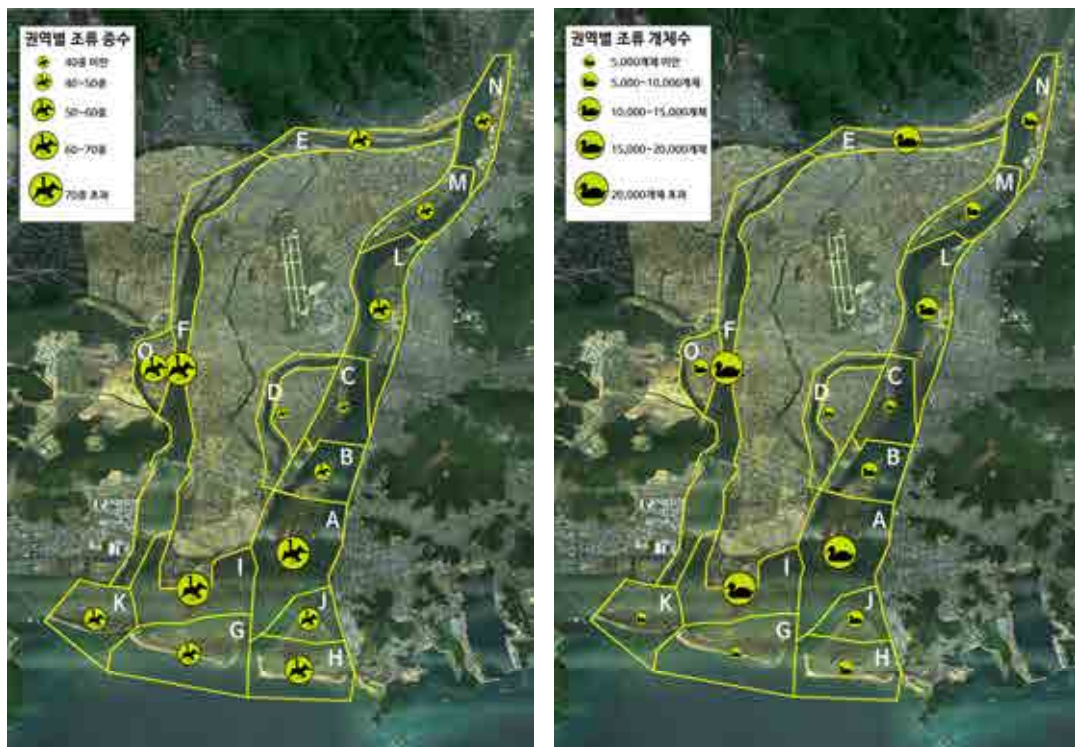 권역별 조류 종수
40종 미만
40~50종
50~60종
60~70종
70종 초과
N
E
M
L
F
O
C
D
B
A
I
K
J
G
H
권역별 조류 개체수
5,000개체 미만
5,000~10,000개체
10,000~15,000개체
15,000~20,000개체
20,000개체 초과
N
E
M
L
F
O
C
D
B
A
I
K
J
G
H